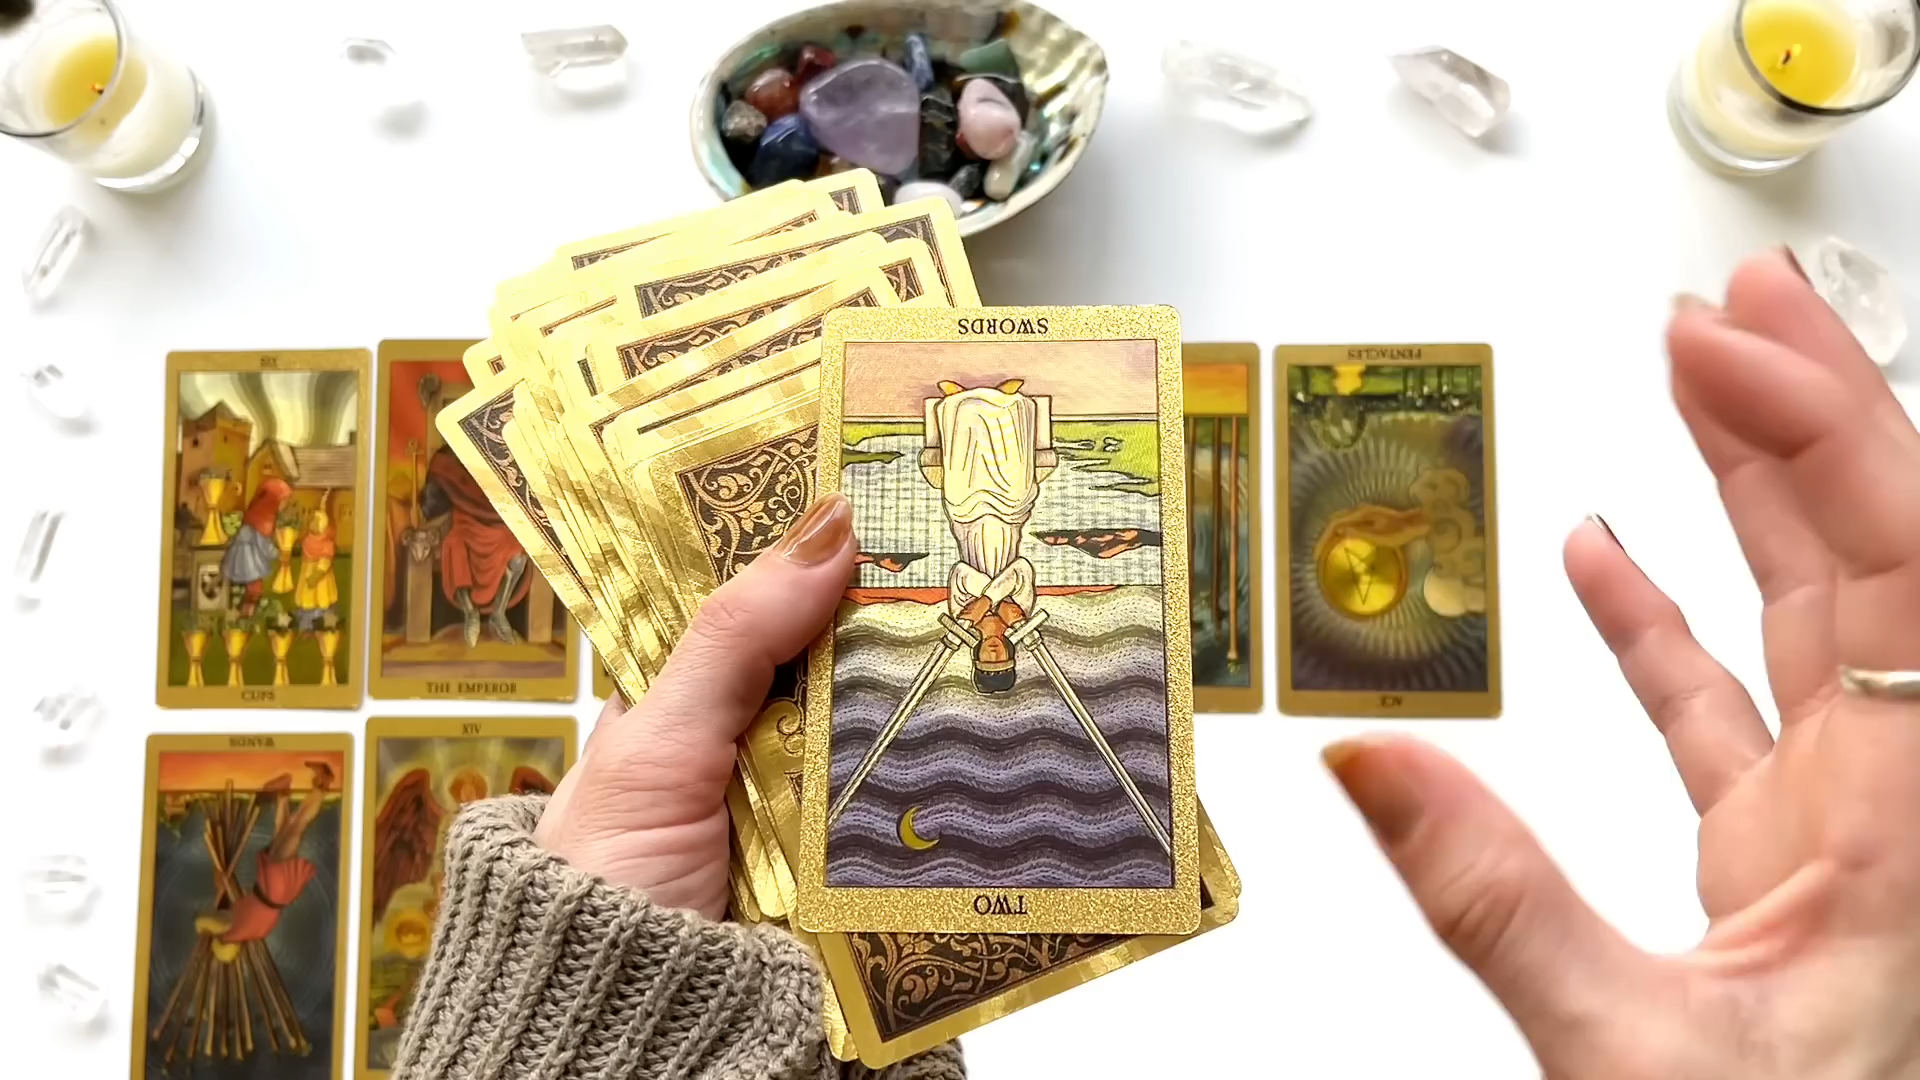 SIX
CUPS
THE EMPEROR
SWORDS
TWO
PENTACLES
ACE
WANDS
XIV